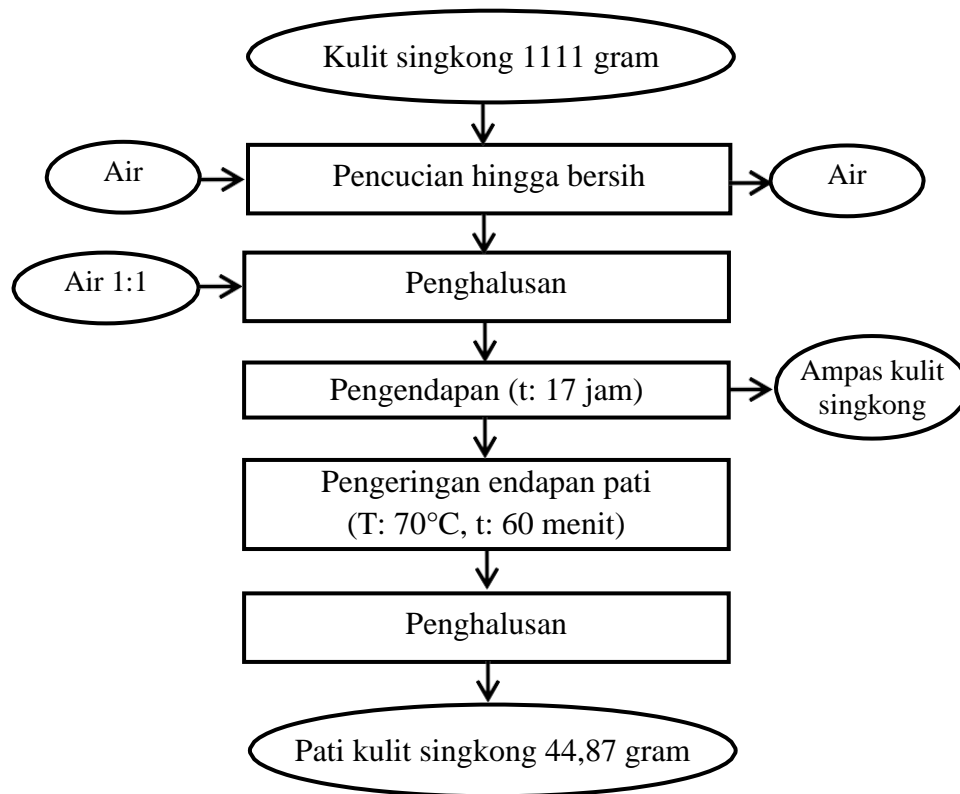 Kulit singkong 1111 gram
Air
Pencucian hingga bersih
Air
Air 1:1
Penghalusan
Pengendapan (t: 17 jam)
Ampas kulit
singkong
Pengeringan endapan pati
(T: 70°C, t: 60 menit)
Penghalusan
Pati kulit singkong 44,87 gram